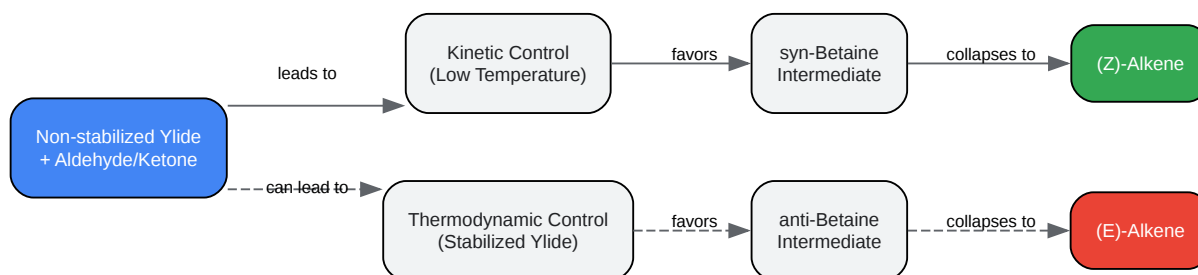 Non-stabilized Ylide
+ Aldehyde/Ketone
leads to
Kinetic Control
(Low Temperature)
favors
syn-Betaine
Intermediate
collapses to
(Z)-Alkene
can lead to
Thermodynamic Control
(Stabilized Ylide)
favors
anti-Betaine
Intermediate
collapses to
(E)-Alkene